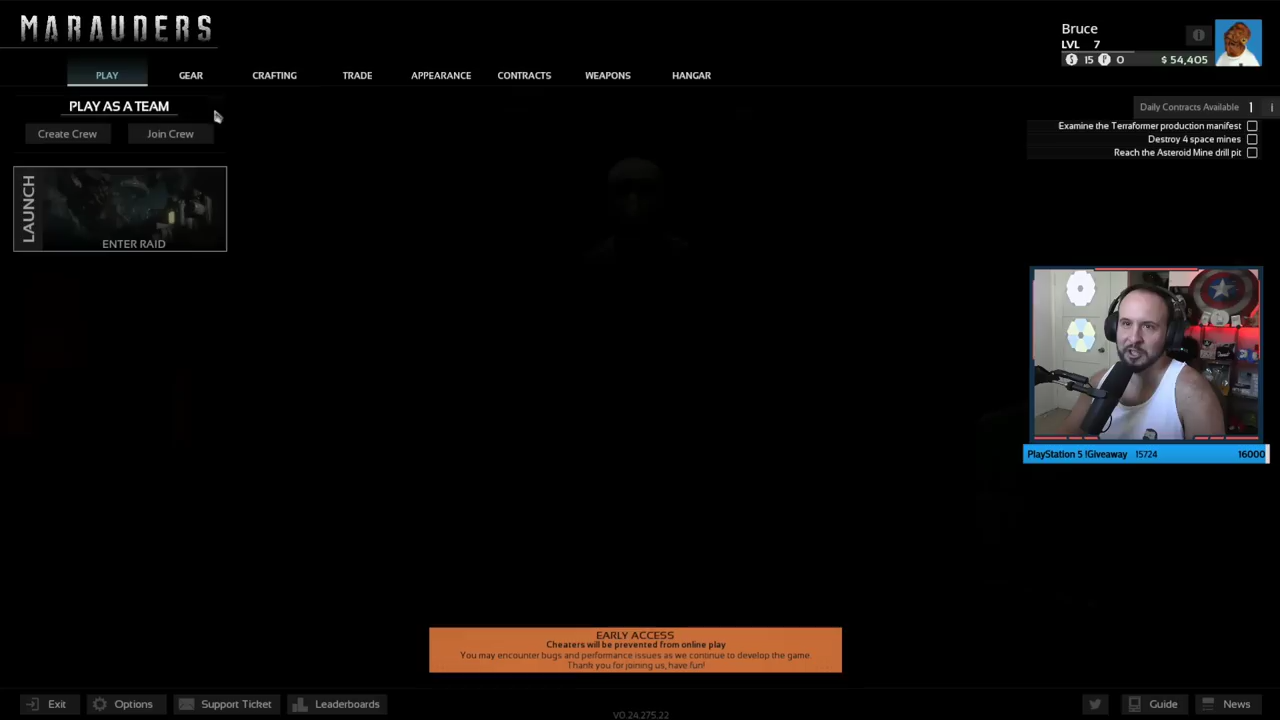 MARAUDERS
Bruce
LVL 7
15 0 $ 54,405
PLAY GEAR CRAFTING TRADE APPEARANCE CONTRACTS WEAPONS HANGAR
PLAY AS A TEAM
Create Crew Join Crew
LAUNCH
ENTER RAID
Daily Contracts Available 1
Examine the Terraformer production manifest
Destroy 4 space mines
Reach the Asteroid Mine drill pit
PlayStation 5 !Giveaway 15724 16000
EARLY ACCESS
Cheaters will be prevented from online play
You may encounter bugs and performance issues as we continue to develop the game
Thank you for joining us, have fun!
Exit Options Support Ticket Leaderboards Guide News
V0.24.275.22